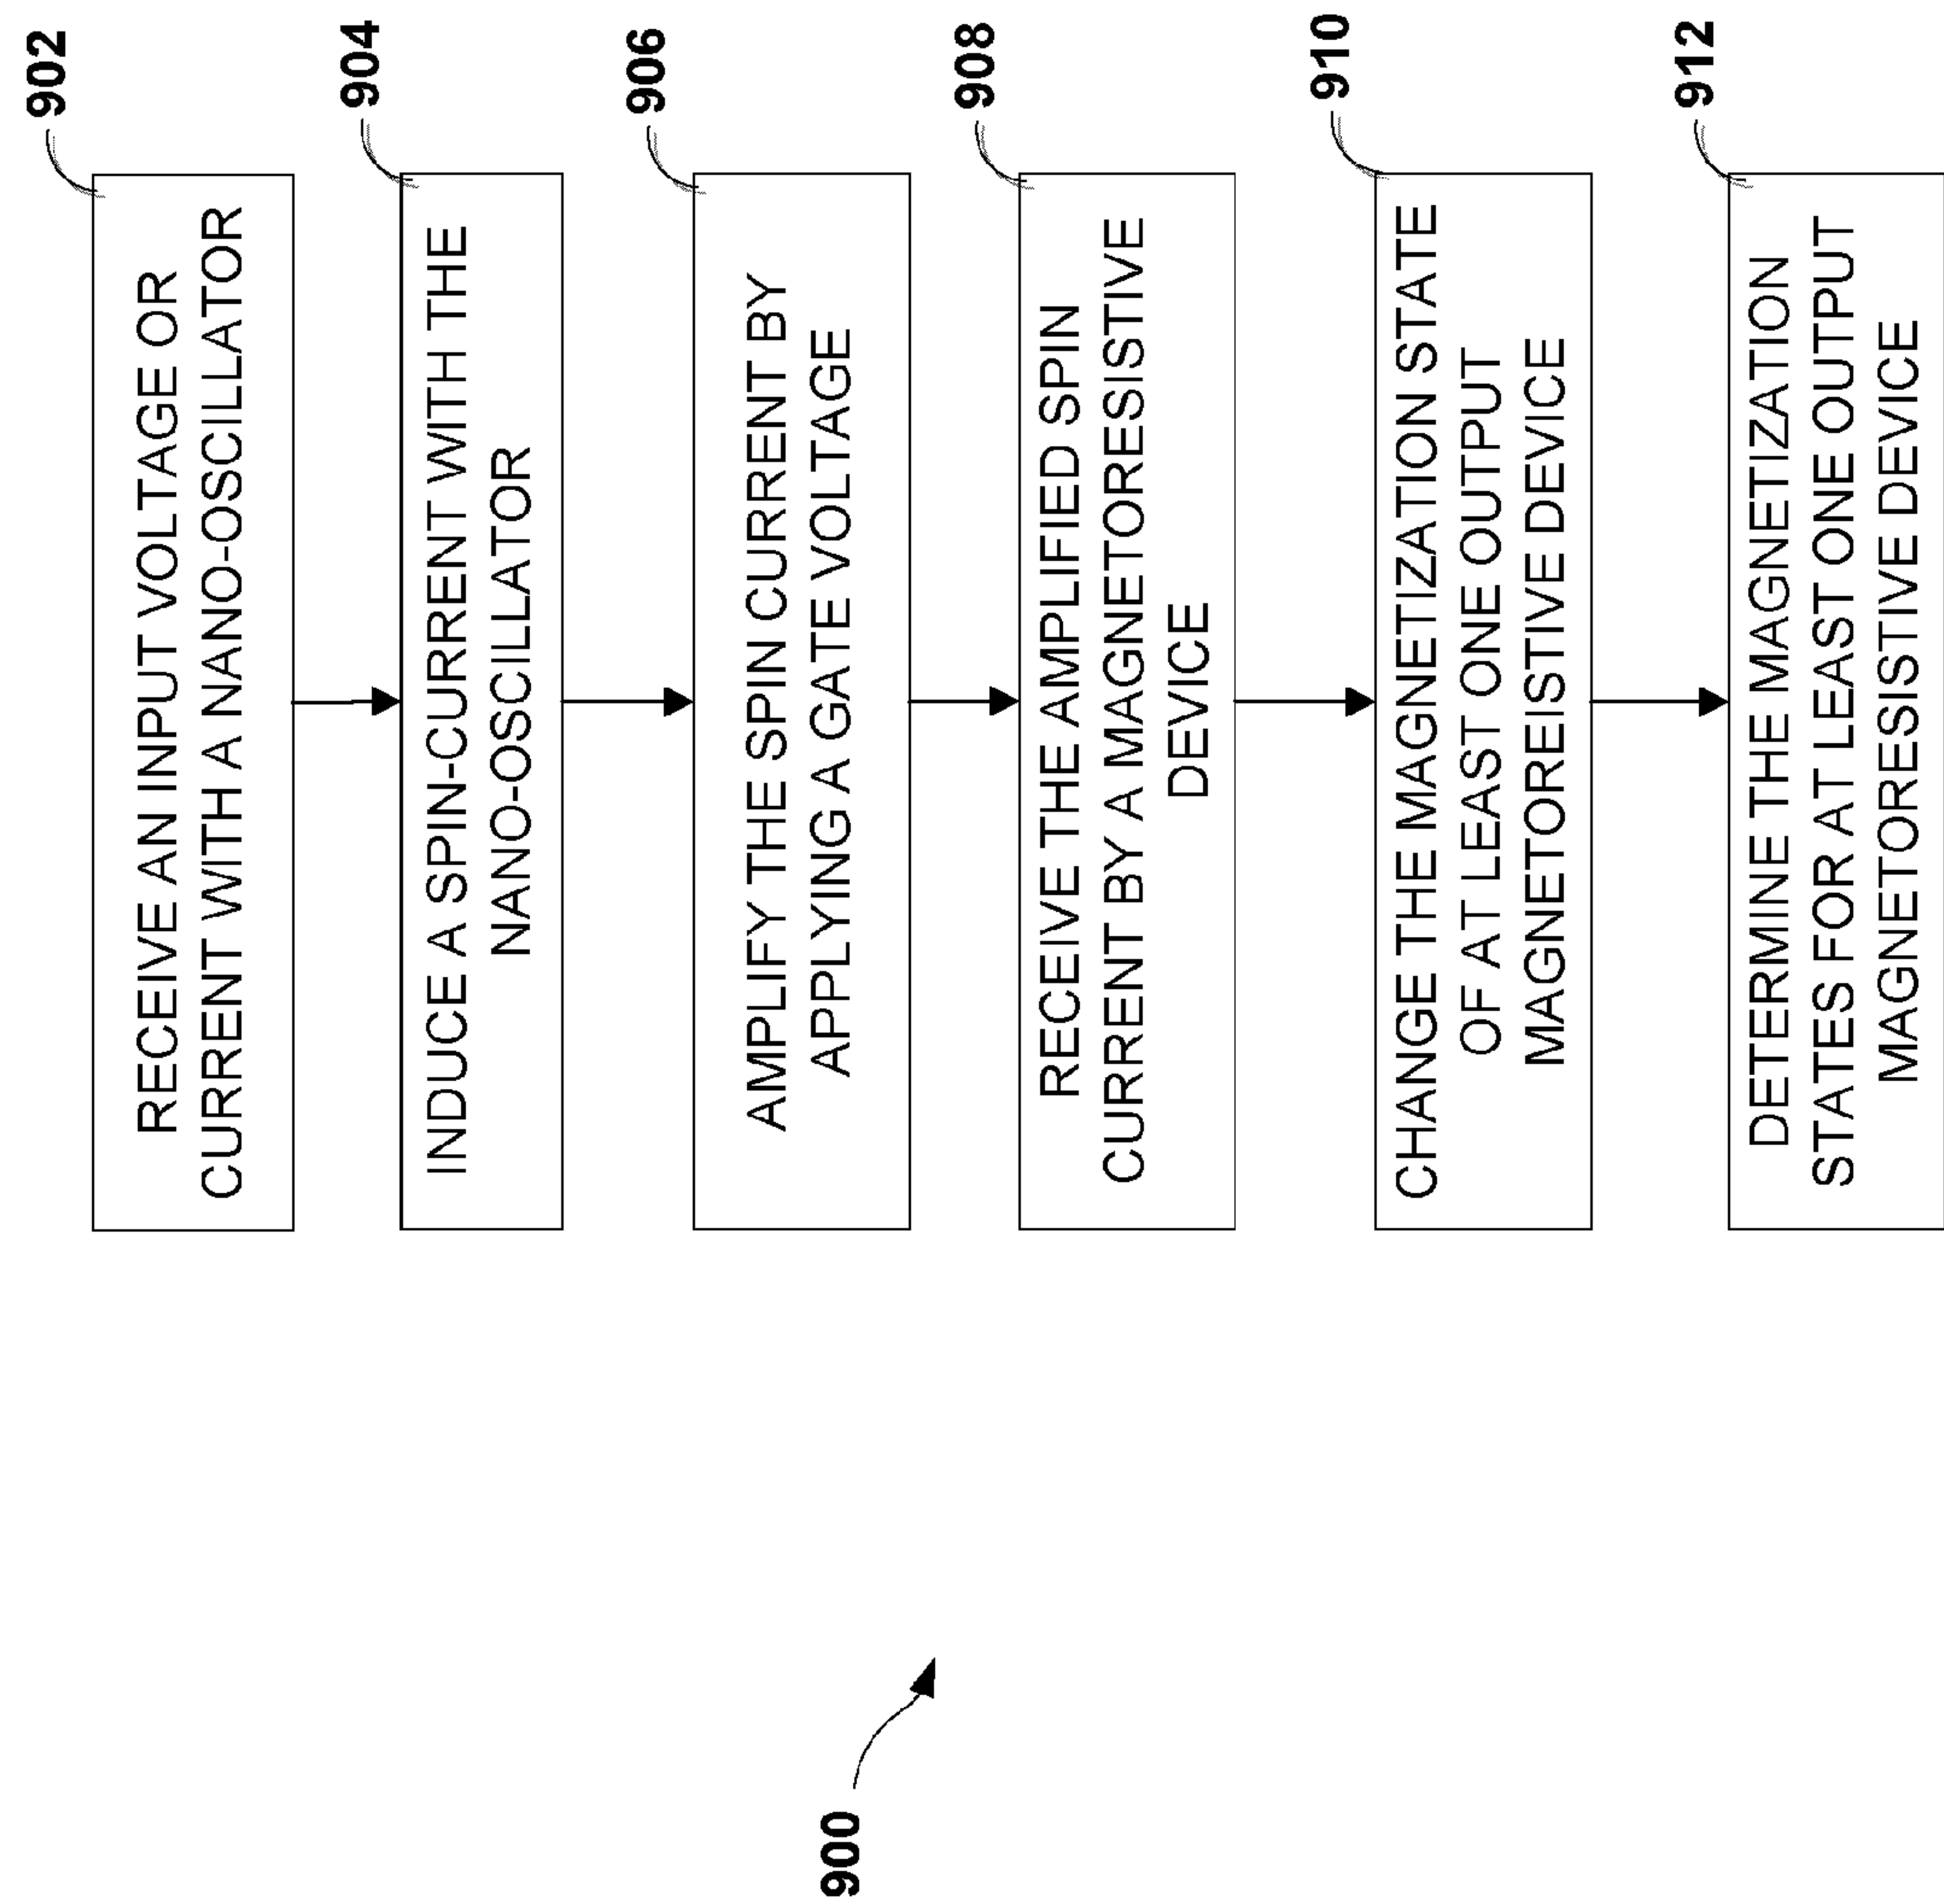 902
RECEIVE AN INPUT VOLTAGE OR
CURRENT WITH A NANO-OSCILLATOR
904
INDUCE A SPIN-CURRENT WITH THE
NANO-OSCILLATOR
906
AMPLIFY THE SPIN CURRENT BY
APPLYING A GATE VOLTAGE
908
RECEIVE THE AMPLIFIED SPIN
CURRENT BY A MAGNETORESISTIVE
DEVICE
910
CHANGE THE MAGNETIZATION STATE
OF AT LEAST ONE OUTPUT
MAGNETOREISTIVE DEVICE
912
DETERMINE THE MAGNETIZATION
STATES FOR AT LEAST ONE OUTPUT
MAGNETORESISTIVE DEVICE
900